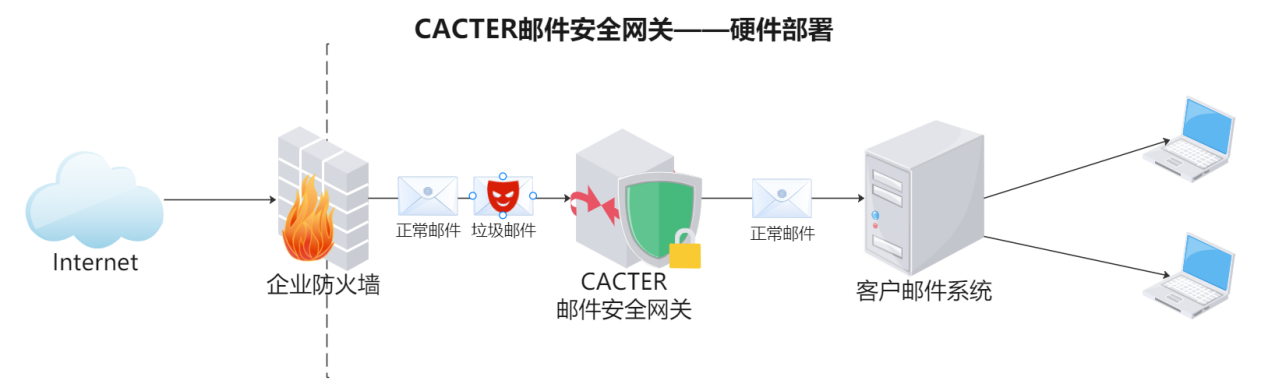 CACTER邮件安全网关——硬件部署
正常邮件
垃圾邮件
正常邮件
Internet
企业防火墙
CACTER
邮件安全网关
客户邮件系统